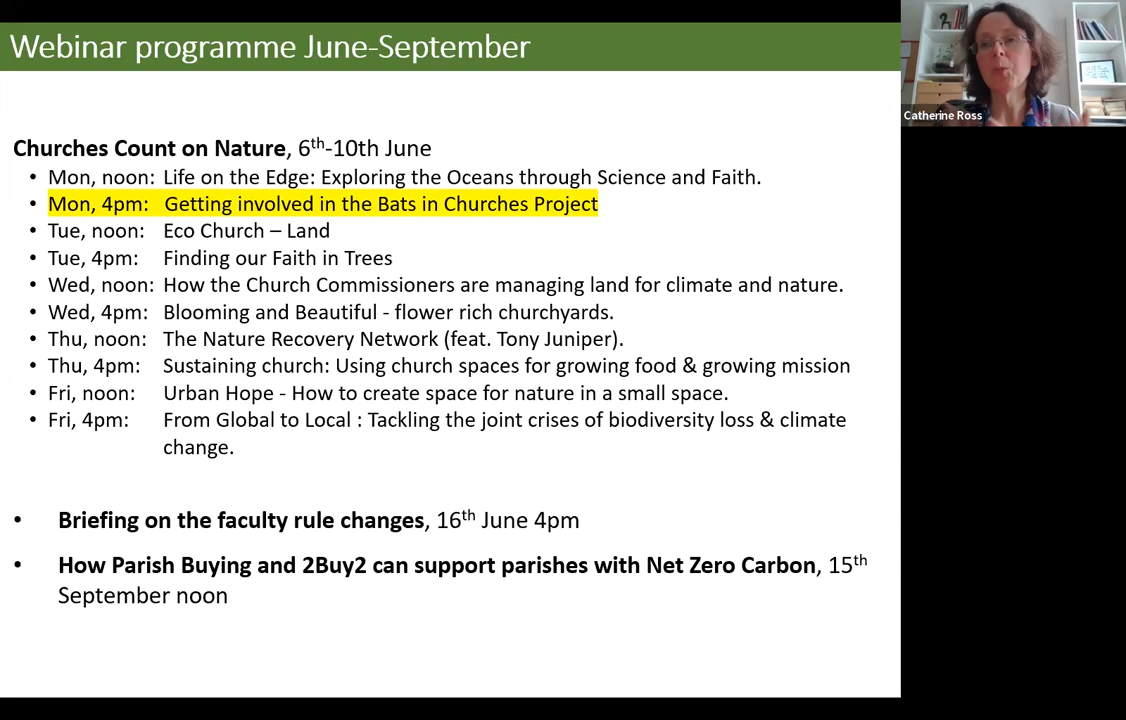 Webinar programme June-September
Catherine Ross
Churches Count on Nature, 6th-10th June
• Mon, noon: Life on the Edge: Exploring the Oceans through Science and Faith.
• Mon, 4pm: Getting involved in the Bats in Churches Project
• Tue, noon: Eco Church – Land
• Tue, 4pm: Finding our Faith in Trees
• Wed, noon: How the Church Commissioners are managing land for climate and nature.
• Wed, 4pm: Blooming and Beautiful - flower rich churchyards.
• Thu, noon: The Nature Recovery Network (feat. Tony Juniper).
• Thu, 4pm: Sustaining church: Using church spaces for growing food & growing mission
• Fri, noon: Urban Hope - How to create space for nature in a small space.
• Fri, 4pm: From Global to Local : Tackling the joint crises of biodiversity loss & climate
change.
• Briefing on the faculty rule changes, 16th June 4pm
• How Parish Buying and 2Buy2 can support parishes with Net Zero Carbon, 15th
September noon